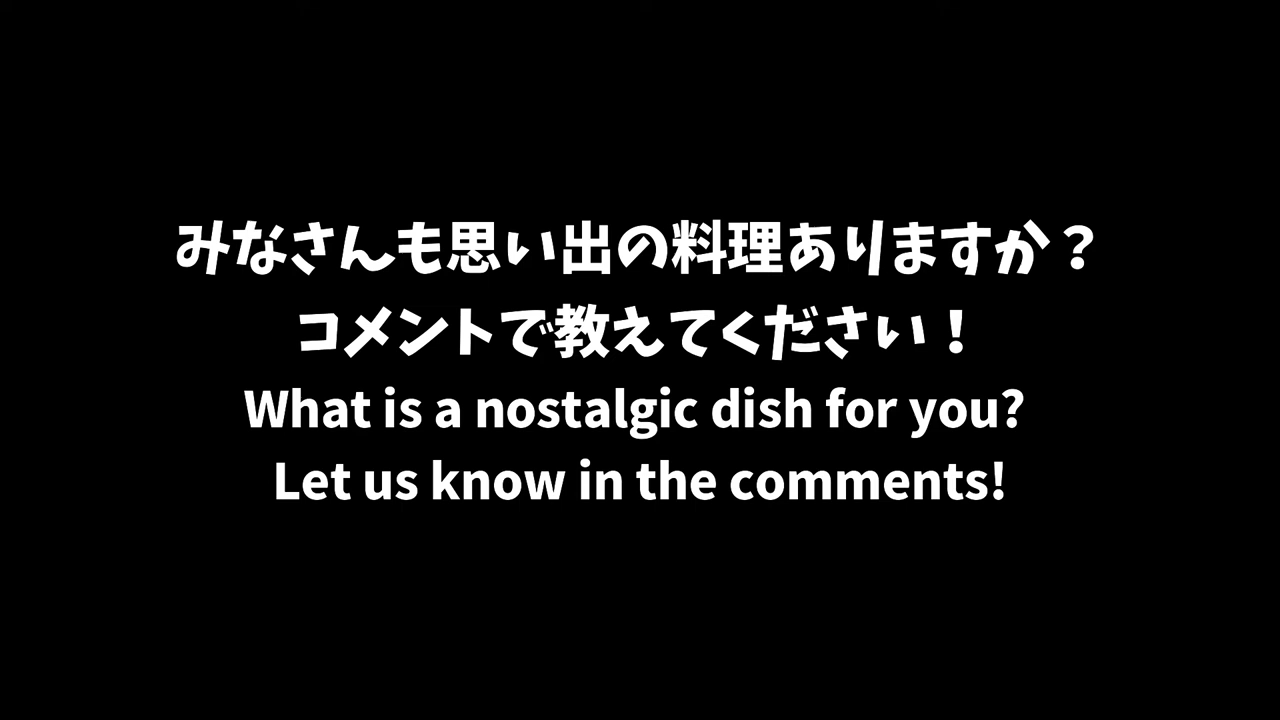 みなさんも思い出の料理ありますか？
コメントで教えてください！
What is a nostalgic dish for you?
Let us know in the comments!